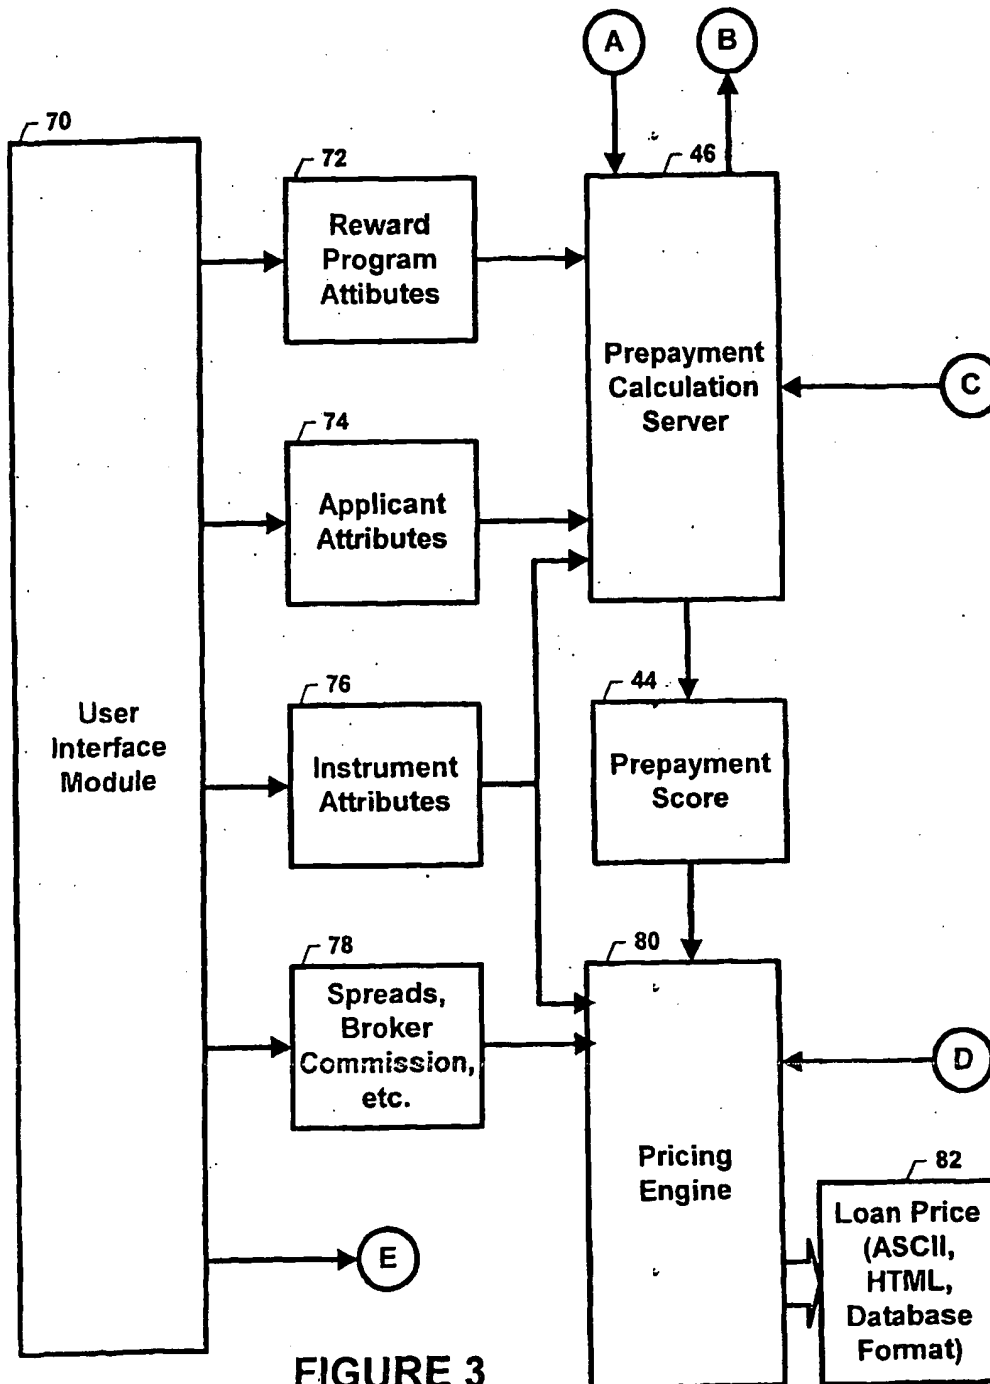 A
B
70
72
46
Reward
Program
Attibutes
Prepayment
Calculation
Server
C
74
Applicant
Attributes
76
44
User
Interface
Module
Instrument
Attributes
Prepayment
Score
78
80
Spreads,
Broker
Commission,
etc.
D
Pricing
Engine
82
Loan Price
(ASCII,
HTML,
Database
Format)
E
FIGURE 3